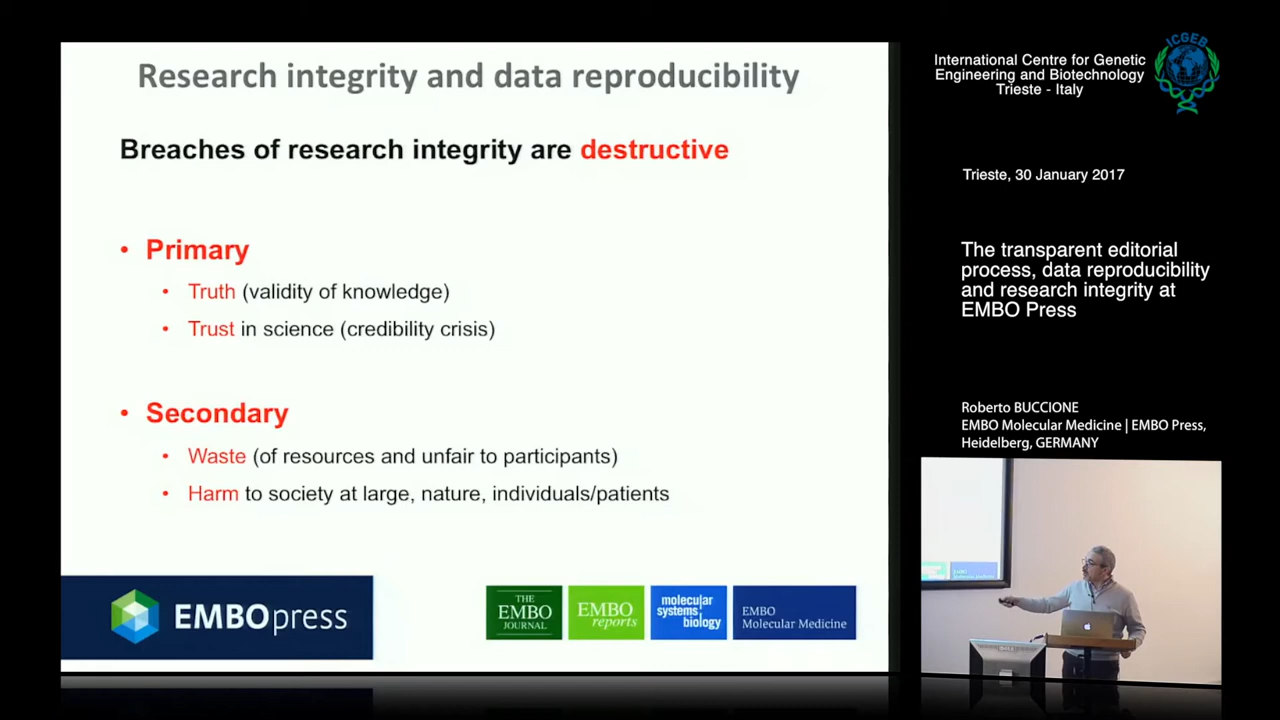 Research integrity and data reproducibility
Breaches of research integrity are destructive
• Primary
• Truth (validity of knowledge)
• Trust in science (credibility crisis)
• Secondary
• Waste (of resources and unfair to participants)
• Harm to society at large, nature, individuals/patients
EMBOpress
THE
EMBO
JOURNAL
EMBO
reports
molecular
systems
biology
EMBO
Molecular Medicine
International Centre for Genetic
Engineering and Biotechnology
Trieste - Italy
ICGEB
Trieste, 30 January 2017
The transparent editorial
process, data reproducibility
and research integrity at
EMBO Press
Roberto BUCCIONE
EMBO Molecular Medicine | EMBO Press,
Heidelberg, GERMANY